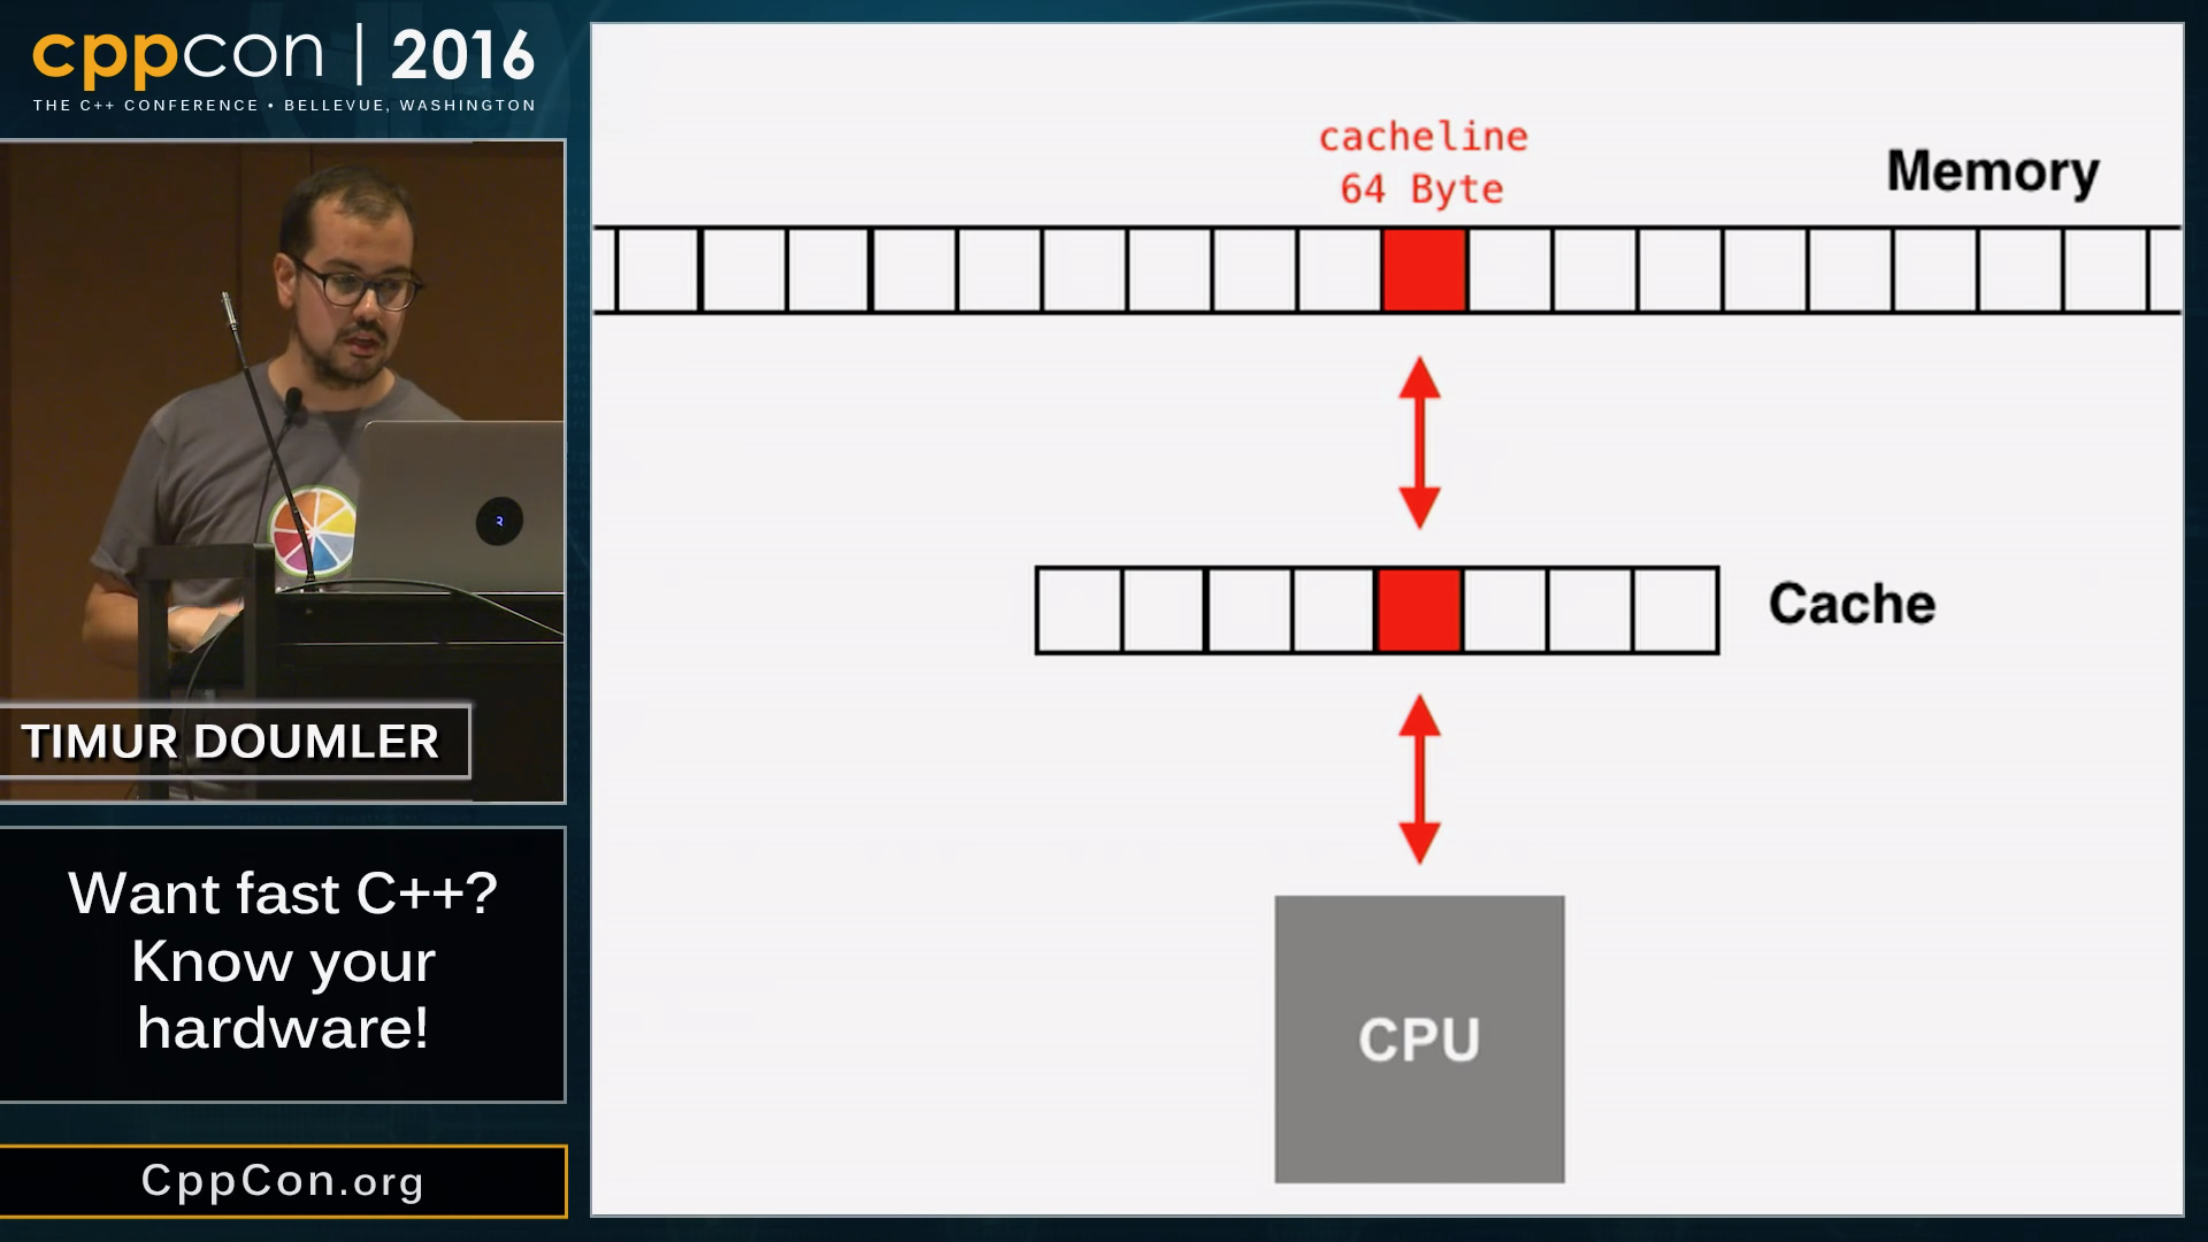 cppcon | 2016
THE C++ CONFERENCE • BELLEVUE, WASHINGTON
TIMUR DOUMLER
Want fast C++?
Know your
hardware!
CppCon.org
cacheline
64 Byte
Memory
Cache
CPU